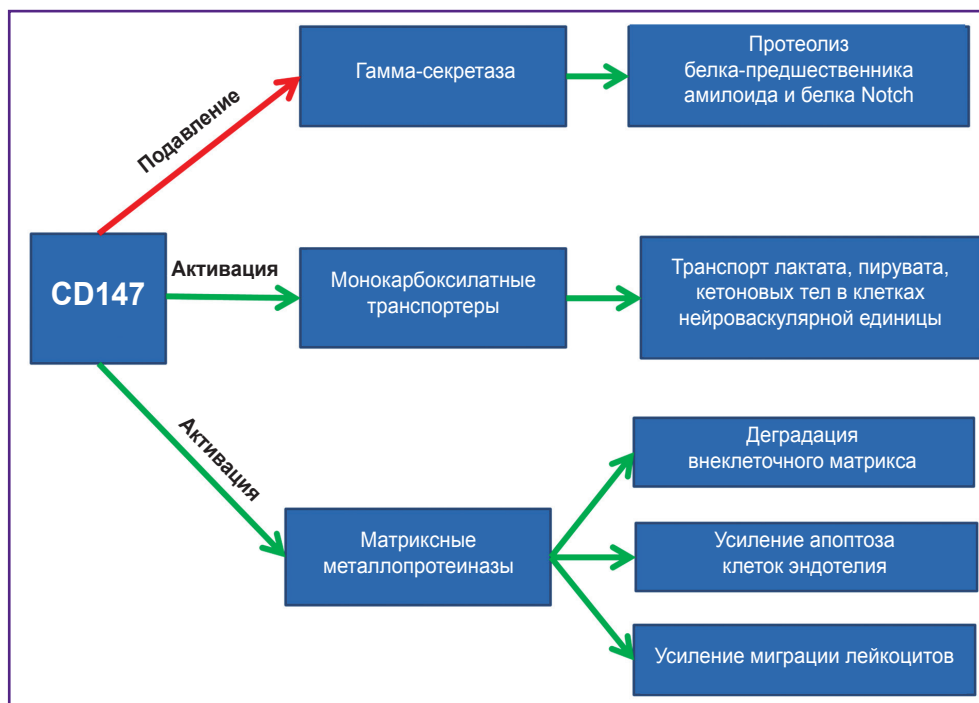 Гамма-секретаза
Протеолиз
белка-предшественника
амилоида и белка Notch
Подавление
CD147
Активация
Монокарбоксилатные
транспортеры
Транспорт лактата, пирувата,
кетоновых тел в клетках
нейроваскулярной единицы
Активация
Матриксные
металлопротеиназы
Деградация
внеклеточного матрикса
Усиление апоптоза
клеток эндотелия
Усиление миграции лейкоцитов